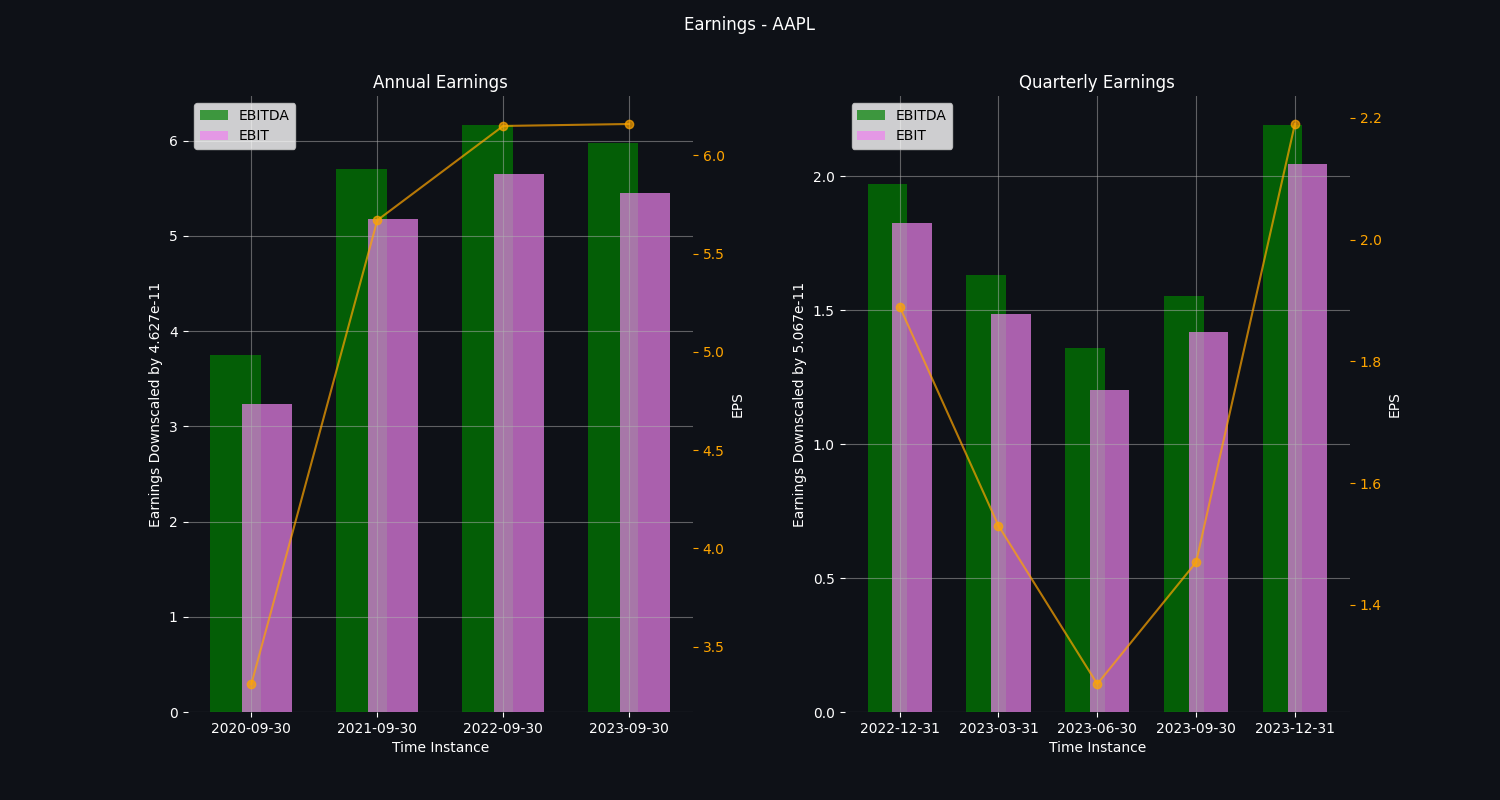 Earnings - AAPL
Annual Earnings
EBITDA
EBIT
6
5
4
3
2
1
0
Earnings Downscaled by 4.627e-11
6.0
5.5
5.0
4.5
4.0
3.5
EPS
2020-09-30 2021-09-30 2022-09-30 2023-09-30
Time Instance
Quarterly Earnings
EBITDA
EBIT
2.0
1.5
1.0
0.5
0.0
Earnings Downscaled by 5.067e-11
2.2
2.0
1.8
1.6
1.4
EPS
2022-12-31 2023-03-31 2023-06-30 2023-09-30 2023-12-31
Time Instance